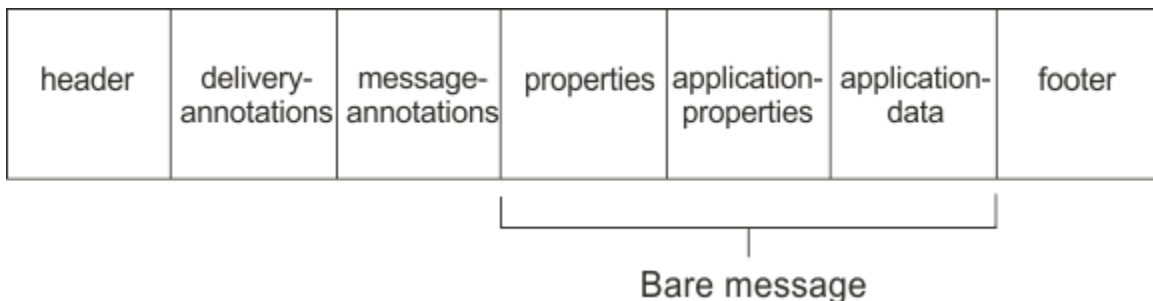 header
delivery-
annotations
message-
annotations
properties
application-
properties
application-
data
footer
Bare message